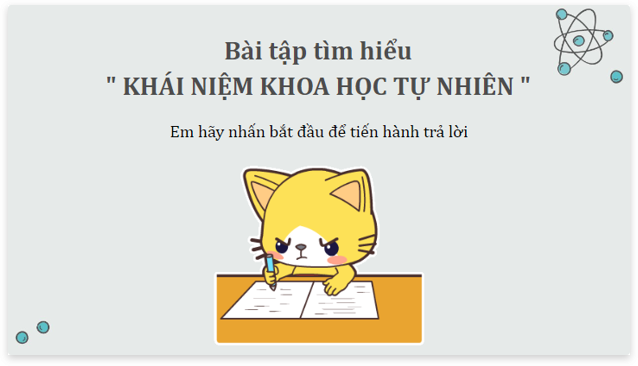 Bài tập tìm hiểu
" KHÁI NIỆM KHOA HỌC TỰ NHIÊN "
Em hãy nhấn bắt đầu để tiến hành trả lời